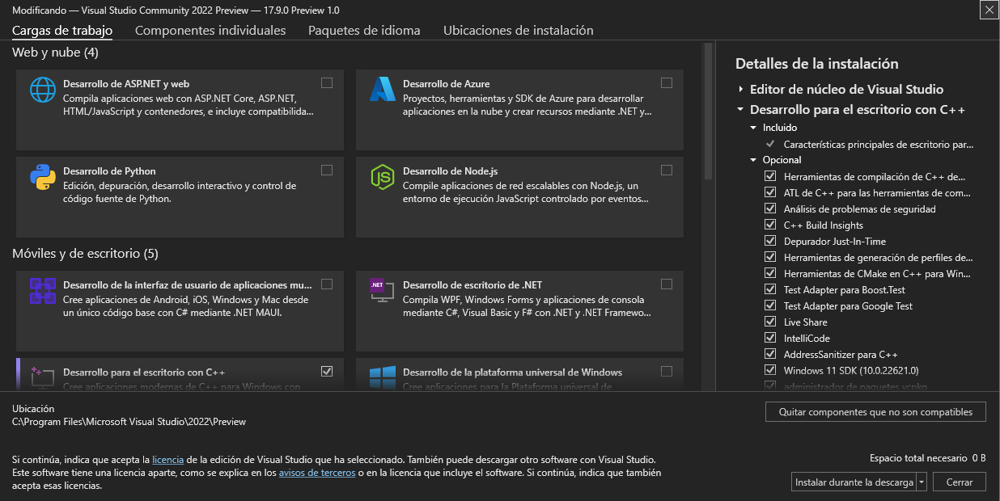 Modificando — Visual Studio Community 2022 Preview — 17.9.0 Preview 1.0
Cargas de trabajo
Componentes individuales
Paquetes de idioma
Ubicaciones de instalación
Web y nube (4)
Desarrollo de ASP.NET y web
Compila aplicaciones web con ASP.NET Core, ASP.NET,
HTML/JavaScript y contenedores, e incluye compatibilida...
Desarrollo de Azure
Proyectos, herramientas y SDK de Azure para desarrollar
aplicaciones en la nube y crear recursos mediante .NET y...
Desarrollo de Python
Edición, depuración, desarrollo interactivo y control de
código fuente de Python.
JS
Desarrollo de Node.js
Compile aplicaciones de red escalables con Node.js, un
entorno de ejecución JavaScript controlado por eventos...
Móviles y de escritorio (5)
Desarrollo de la interfaz de usuario de aplicaciones mu...
Cree aplicaciones de Android, iOS, Windows y Mac desde
un único código base con C# mediante .NET MAUI.
.NET
Desarrollo de escritorio de .NET
Compila WPF, Windows Forms y aplicaciones de consola
mediante C#, Visual Basic y F# con .NET y .NET Framewo...
Desarrollo para el escritorio con C++
Cree aplicaciones modernas de C++ para Windows con
Desarrollo de la plataforma universal de Windows
Cree aplicaciones para la Plataforma universal de
Detalles de la instalación
Editor de núcleo de Visual Studio
Desarrollo para el escritorio con C++
Incluido
Características principales de escritorio par...
Opcional
Herramientas de compilación de C++ de...
ATL de C++ para las herramientas de com...
Análisis de problemas de seguridad
C++ Build Insights
Depurador Just-In-Time
Herramientas de generación de perfiles de...
Herramientas de CMake en C++ para Win...
Test Adapter para Boost.Test
Test Adapter para Google Test
Live Share
IntelliCode
AddressSanitizer para C++
Windows 11 SDK (10.0.22621.0)
administrador de paquetes vcpkg
Ubicación
C:\Program Files\Microsoft Visual Studio\2022\Preview
Quitar componentes que no son compatibles
Si continúa, indica que acepta la licencia de la edición de Visual Studio que ha seleccionado. También puede descargar otro software con Visual Studio.
Este software tiene una licencia aparte, como se explica en los avisos de terceros o en la licencia que incluye el software. Si continúa, indica que también
acepta esas licencias.
Espacio total necesario 0 B
Instalar durante la descarga
Cerrar